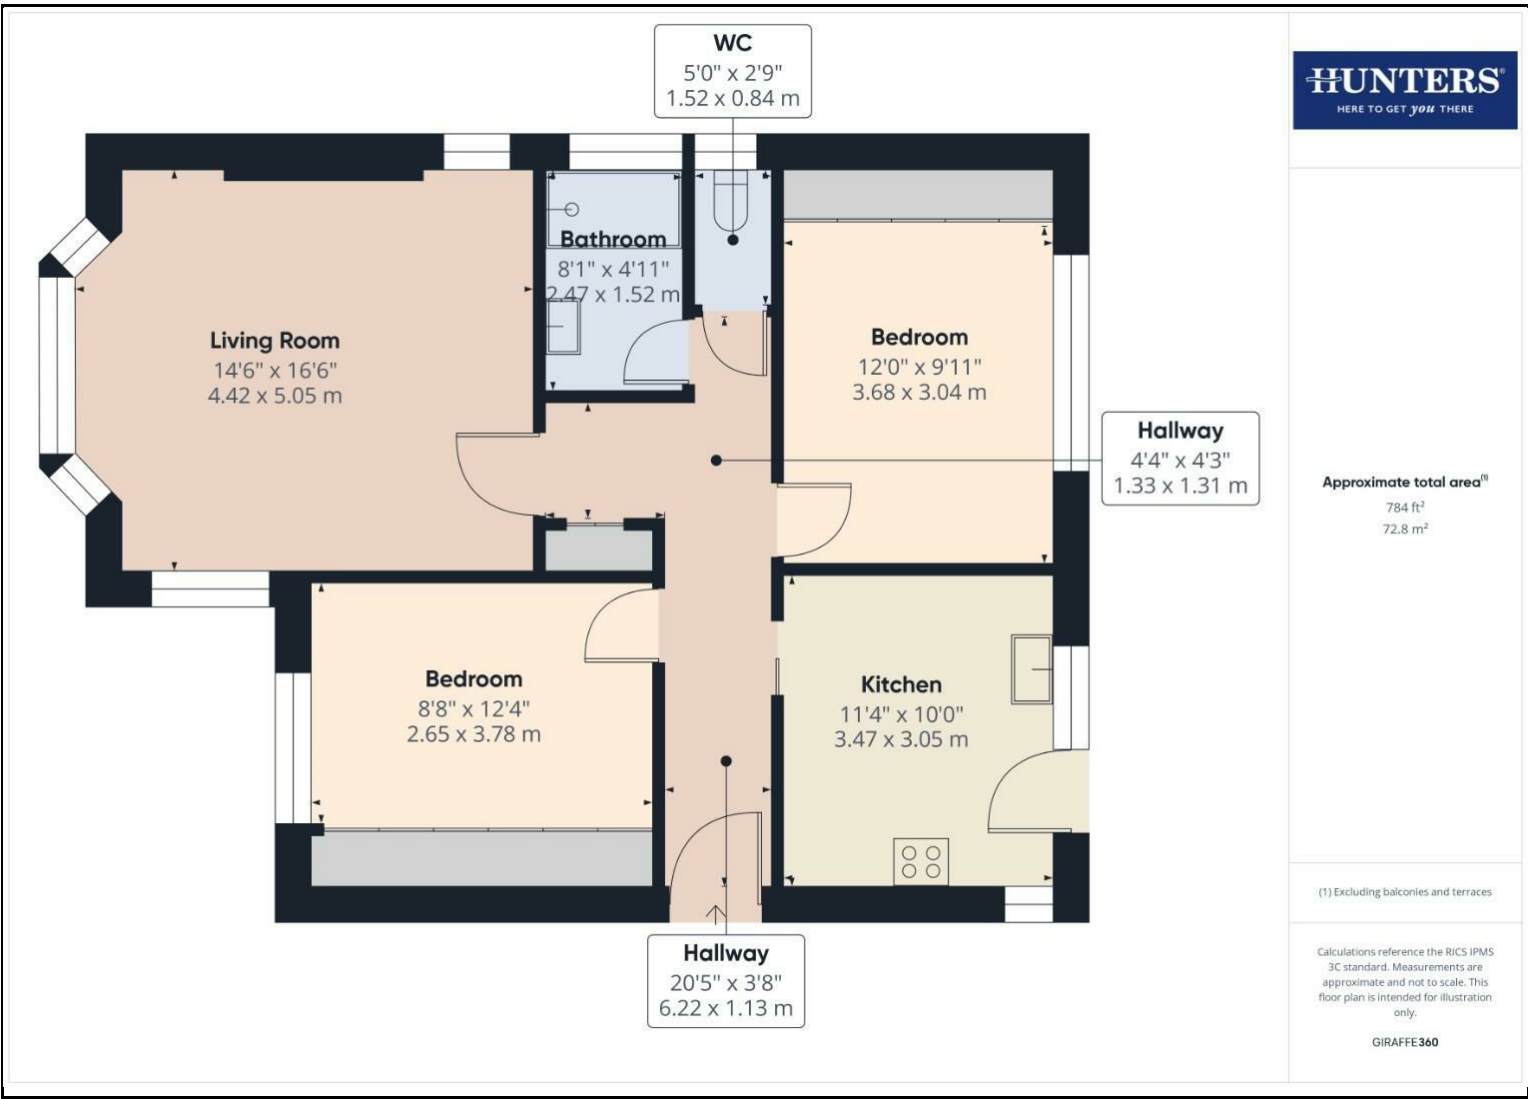 WC
5'0" x 2'9"
1.52 x 0.84 m
HUNTERS®
HERE TO GET you THERE
Bathroom
8'1" x 4'11"
2.47 x 1.52 m
Living Room
14'6" x 16'6"
4.42 x 5.05 m
Bedroom
12'0" x 9'11"
3.68 x 3.04 m
Hallway
4'4" x 4'3"
1.33 x 1.31 m
Approximate total area(1)
784 ft²
72.8 m²
Bedroom
8'8" x 12'4"
2.65 x 3.78 m
Kitchen
11'4" x 10'0"
3.47 x 3.05 m
Hallway
20'5" x 3'8"
6.22 x 1.13 m
(1) Excluding balconies and terraces
Calculations reference the RICS IPMS
3C standard. Measurements are
approximate and not to scale. This
floor plan is intended for illustration
only.
GIRAFFE360